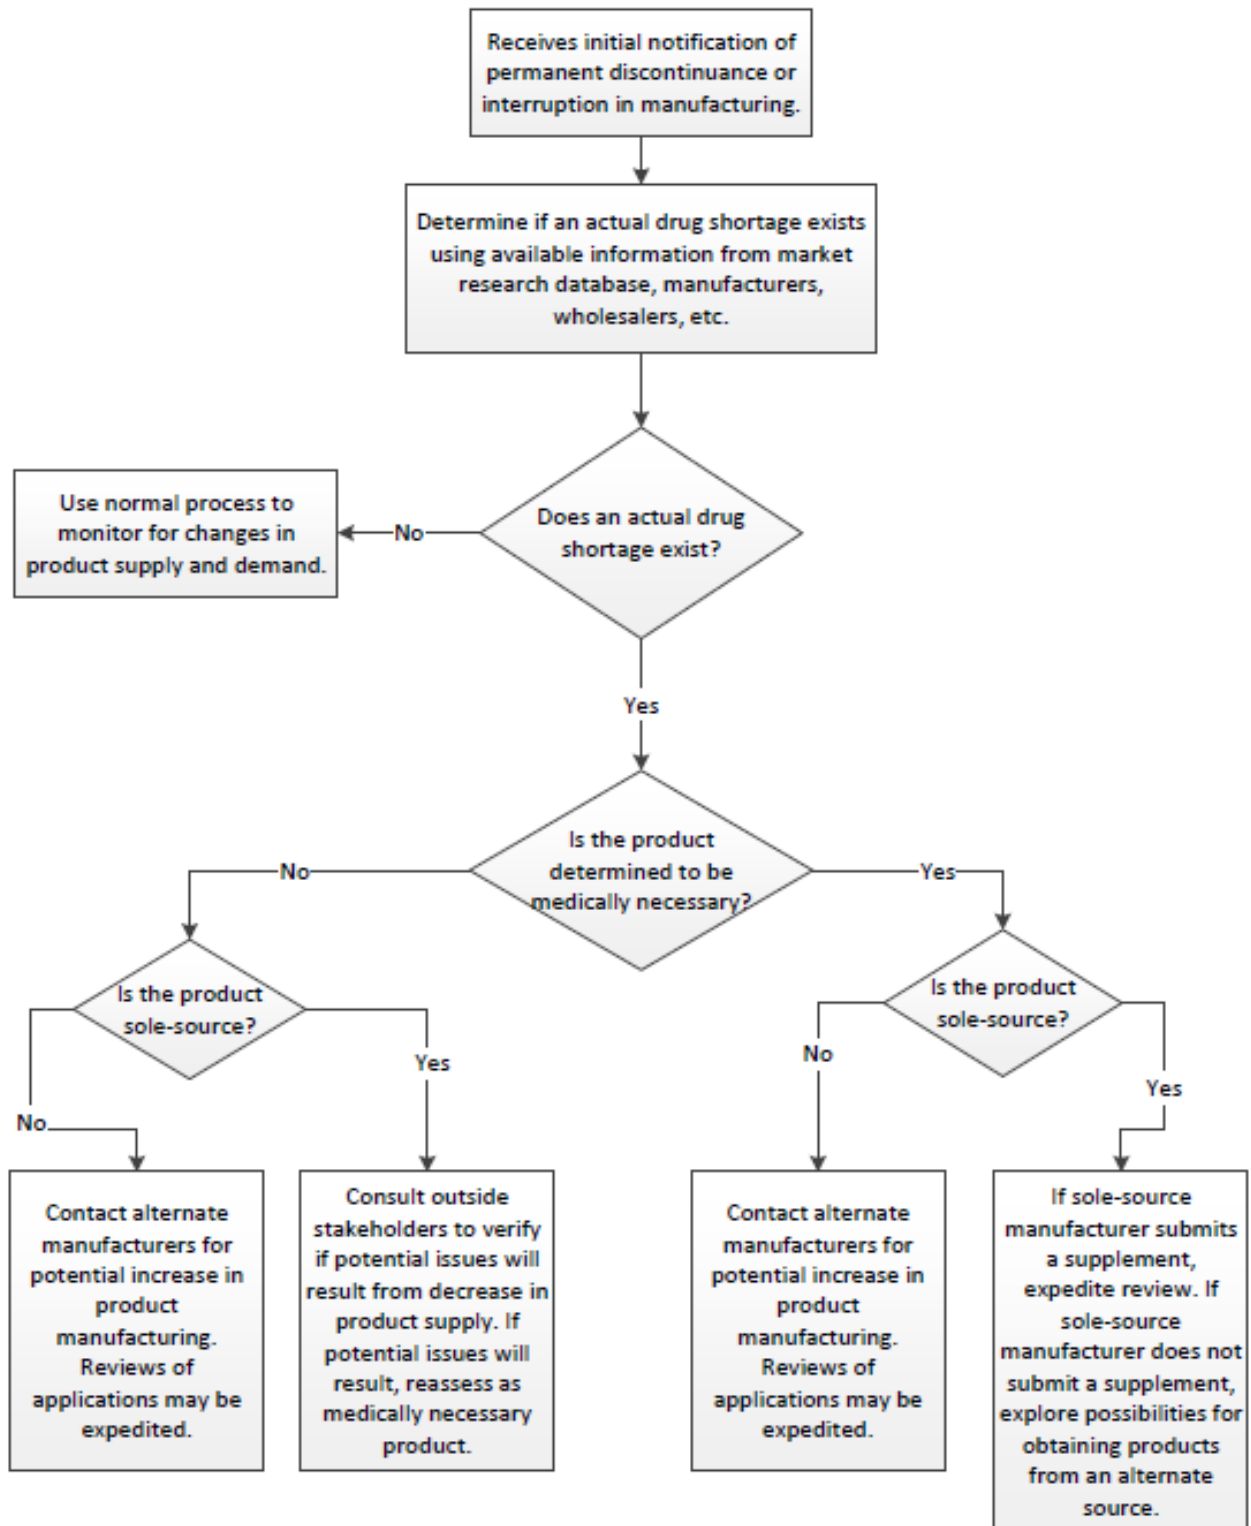 Receives initial notification of
permanent discontinuance or
interruption in manufacturing.
Determine if an actual drug shortage exists
using available information from market
research database, manufacturers,
wholesalers, etc.
Does an actual drug
shortage exist?
No
Use normal process to
monitor for changes in
product supply and demand.
Yes
Is the product
determined to be
medically necessary?
No
Yes
Is the product
sole-source?
No
Yes
Contact alternate
manufacturers for
potential increase in
product
manufacturing.
Reviews of
applications may be
expedited.
Consult outside
stakeholders to verify
if potential issues will
result from decrease in
product supply. If
potential issues will
result, reassess as
medically necessary
product.
Is the product
sole-source?
No
Yes
Contact alternate
manufacturers for
potential increase in
product
manufacturing.
Reviews of
applications may be
expedited.
If sole-source
manufacturer submits
a supplement,
expedite review. If
sole-source
manufacturer does not
submit a supplement,
explore possibilities for
obtaining products
from an alternate
source.